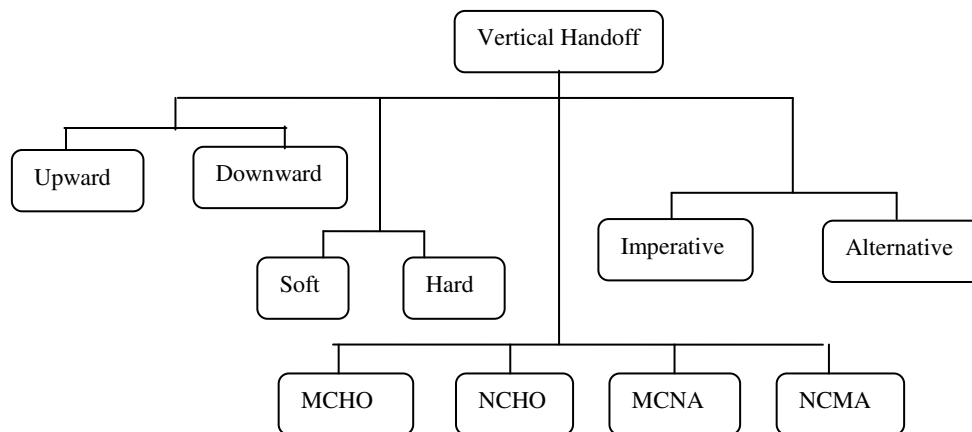 Vertical Handoff
Upward
Downward
Imperative
Alternative
Soft
Hard
MCHO
NCHO
MCNA
NCMA